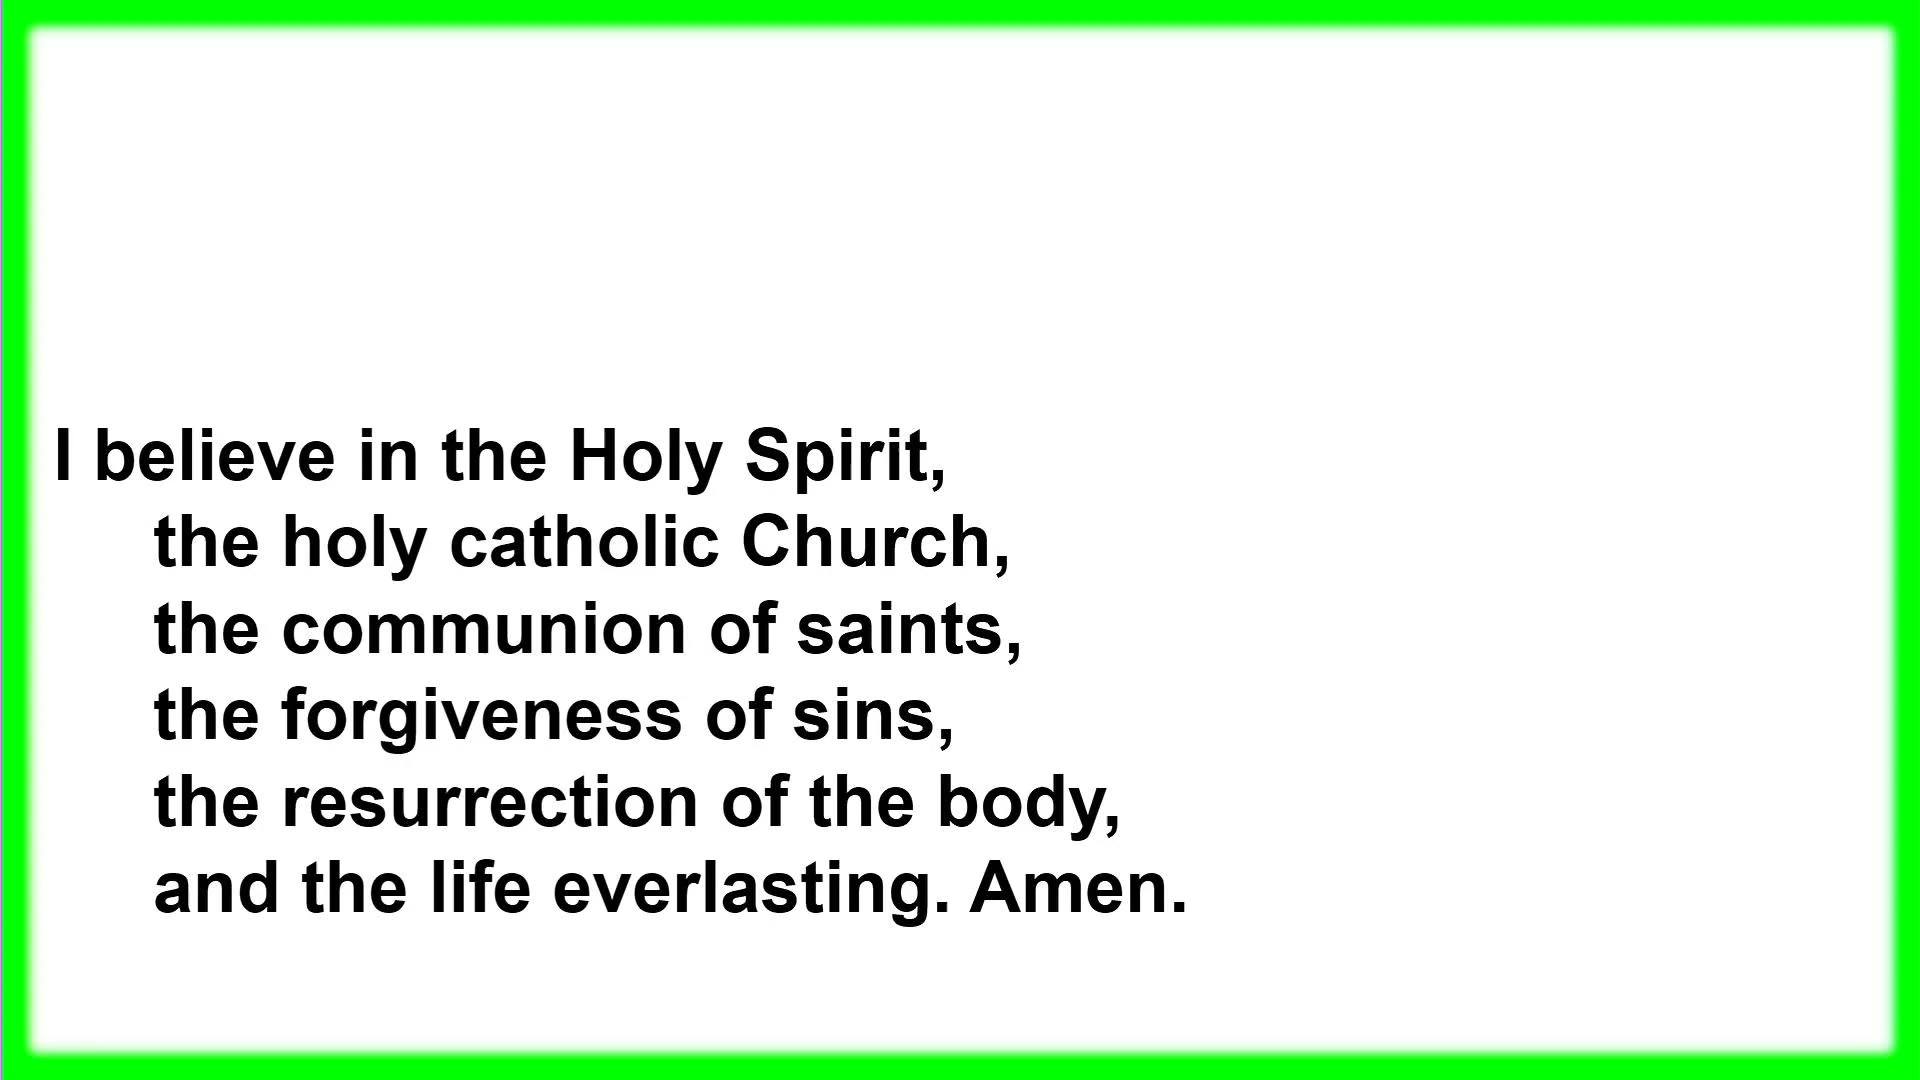 I believe in the Holy Spirit,
the holy catholic Church,
the communion of saints,
the forgiveness of sins,
the resurrection of the body,
and the life everlasting. Amen.